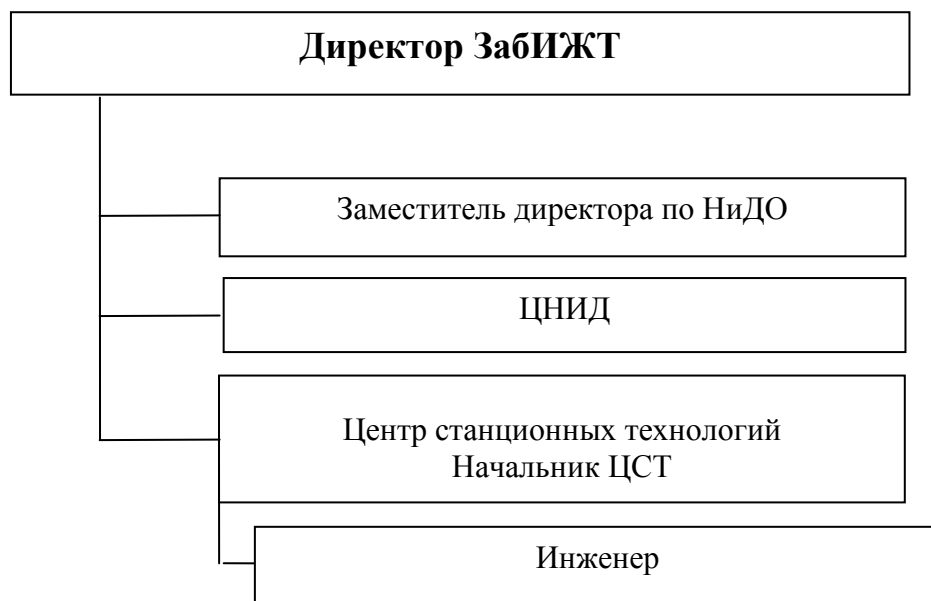 Директор ЗабИЖТ
Заместитель директора по НиДО
ЦНИД
Центр станционных технологий
Начальник ЦСТ
Инженер